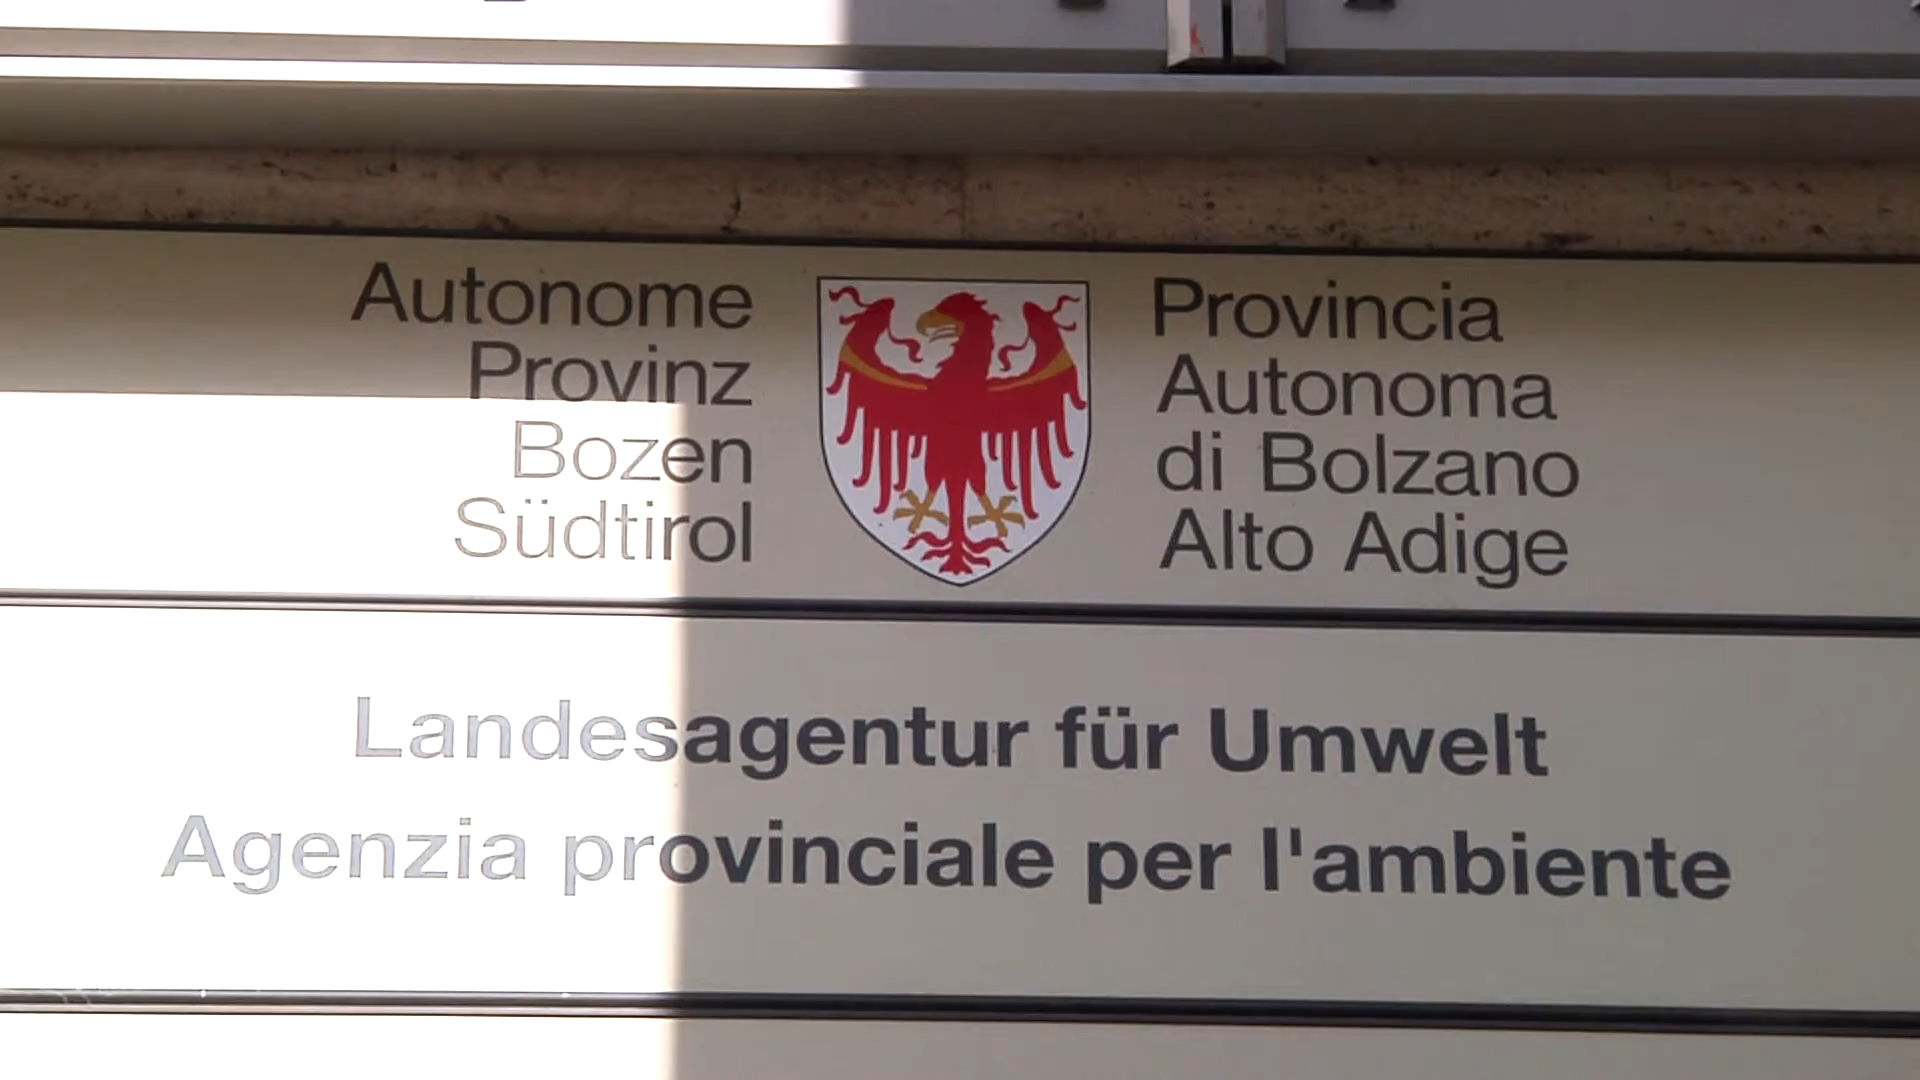 Autonome
Provinz
Bozen
Südtirol
Provincia
Autonoma
di Bolzano
Alto Adige
Landesagentur für Umwelt
Agenzia provinciale per l'ambiente